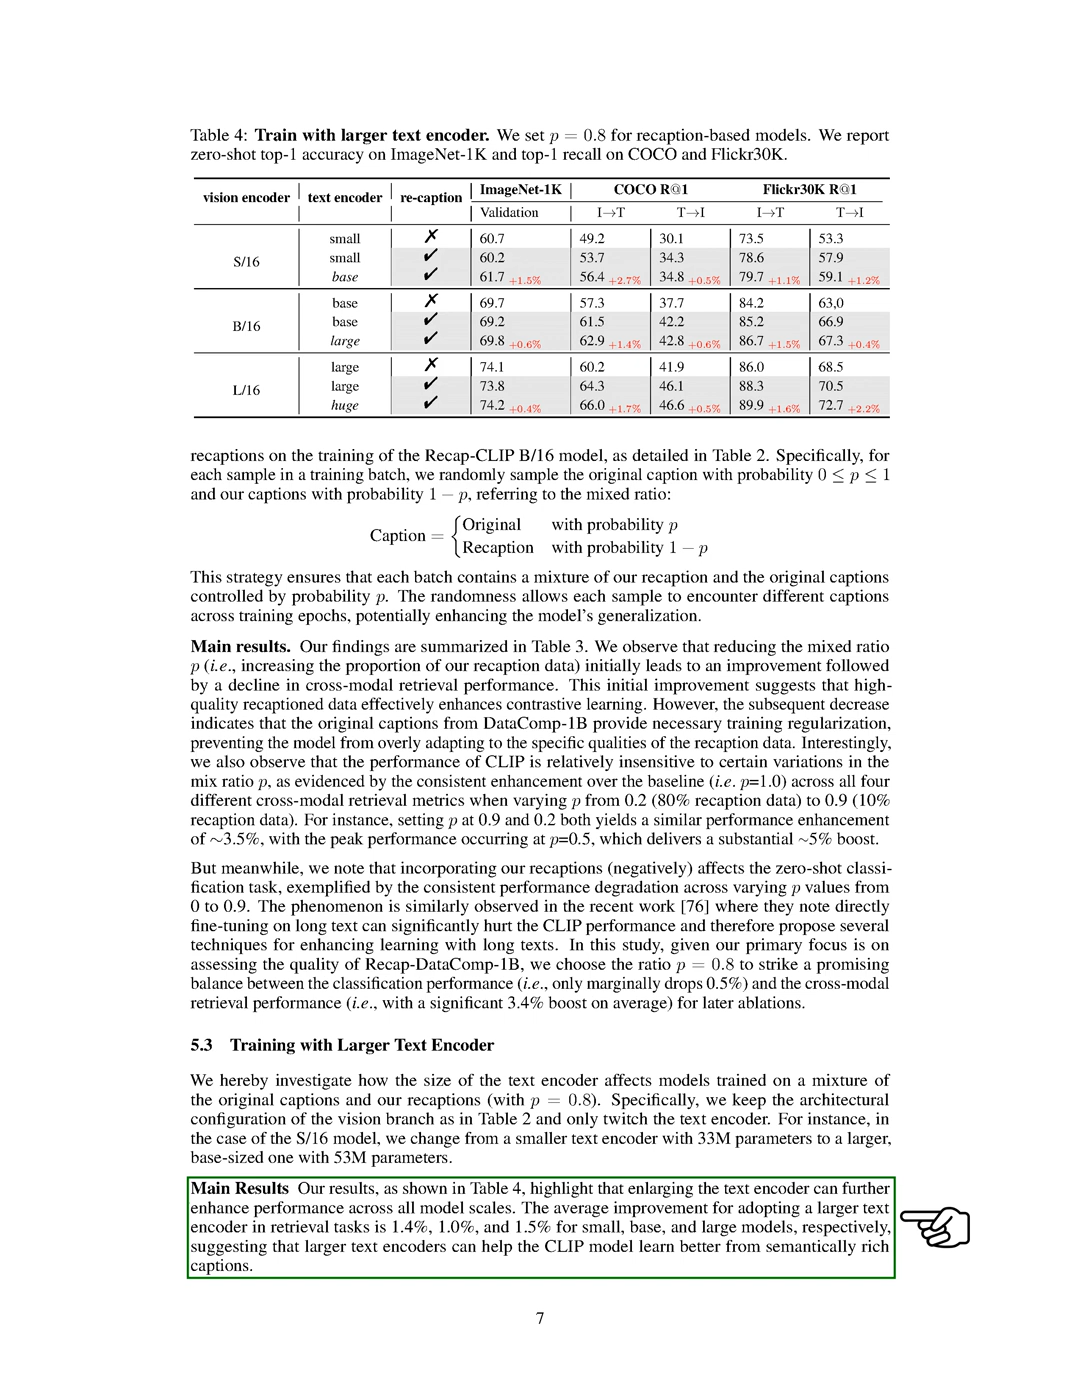 Table 4: Train with larger text encoder. We set p = 0.8 for recaption-based models. We report
zero-shot top-1 accuracy on ImageNet-1K and top-1 recall on COCO and Flickr30K.
vision encoder | text encoder | re-caption | ImageNet-1K | COCO R@1 | Flickr30K R@1
Validation | I→T | T→I | I→T | T→I
S/16
small ✗ 60.7 49.2 30.1 73.5 53.3
small ✔ 60.2 53.7 34.3 78.6 57.9
base ✔ 61.7 +1.5% 56.4 +2.7% 34.8 +0.5% 79.7 +1.1% 59.1 +1.2%
B/16
base ✗ 69.7 57.3 37.7 84.2 63,0
base ✔ 69.2 61.5 42.2 85.2 66.9
large ✔ 69.8 +0.6% 62.9 +1.4% 42.8 +0.6% 86.7 +1.5% 67.3 +0.4%
L/16
large ✗ 74.1 60.2 41.9 86.0 68.5
large ✔ 73.8 64.3 46.1 88.3 70.5
huge ✔ 74.2 +0.4% 66.0 +1.7% 46.6 +0.5% 89.9 +1.6% 72.7 +2.2%
recaptions on the training of the Recap-CLIP B/16 model, as detailed in Table 2. Specifically, for
each sample in a training batch, we randomly sample the original caption with probability 0 ≤ p ≤ 1
and our captions with probability 1 − p, referring to the mixed ratio:
Caption = {
Original with probability p
Recaption with probability 1 − p
This strategy ensures that each batch contains a mixture of our recaption and the original captions
controlled by probability p. The randomness allows each sample to encounter different captions
across training epochs, potentially enhancing the model's generalization.
Main results. Our findings are summarized in Table 3. We observe that reducing the mixed ratio
p (i.e., increasing the proportion of our recaption data) initially leads to an improvement followed
by a decline in cross-modal retrieval performance. This initial improvement suggests that high-
quality recaptioned data effectively enhances contrastive learning. However, the subsequent decrease
indicates that the original captions from DataComp-1B provide necessary training regularization,
preventing the model from overly adapting to the specific qualities of the recaption data. Interestingly,
we also observe that the performance of CLIP is relatively insensitive to certain variations in the
mix ratio p, as evidenced by the consistent enhancement over the baseline (i.e. p=1.0) across all four
different cross-modal retrieval metrics when varying p from 0.2 (80% recaption data) to 0.9 (10%
recaption data). For instance, setting p at 0.9 and 0.2 both yields a similar performance enhancement
of ∼3.5%, with the peak performance occurring at p=0.5, which delivers a substantial ∼5% boost.
But meanwhile, we note that incorporating our recaptions (negatively) affects the zero-shot classi-
fication task, exemplified by the consistent performance degradation across varying p values from
0 to 0.9. The phenomenon is similarly observed in the recent work [76] where they note directly
fine-tuning on long text can significantly hurt the CLIP performance and therefore propose several
techniques for enhancing learning with long texts. In this study, given our primary focus is on
assessing the quality of Recap-DataComp-1B, we choose the ratio p = 0.8 to strike a promising
balance between the classification performance (i.e., only marginally drops 0.5%) and the cross-modal
retrieval performance (i.e., with a significant 3.4% boost on average) for later ablations.
5.3 Training with Larger Text Encoder
We hereby investigate how the size of the text encoder affects models trained on a mixture of
the original captions and our recaptions (with p = 0.8). Specifically, we keep the architectural
configuration of the vision branch as in Table 2 and only twitch the text encoder. For instance, in
the case of the S/16 model, we change from a smaller text encoder with 33M parameters to a larger,
base-sized one with 53M parameters.
Main Results Our results, as shown in Table 4, highlight that enlarging the text encoder can further
enhance performance across all model scales. The average improvement for adopting a larger text
encoder in retrieval tasks is 1.4%, 1.0%, and 1.5% for small, base, and large models, respectively,
suggesting that larger text encoders can help the CLIP model learn better from semantically rich
captions.
7